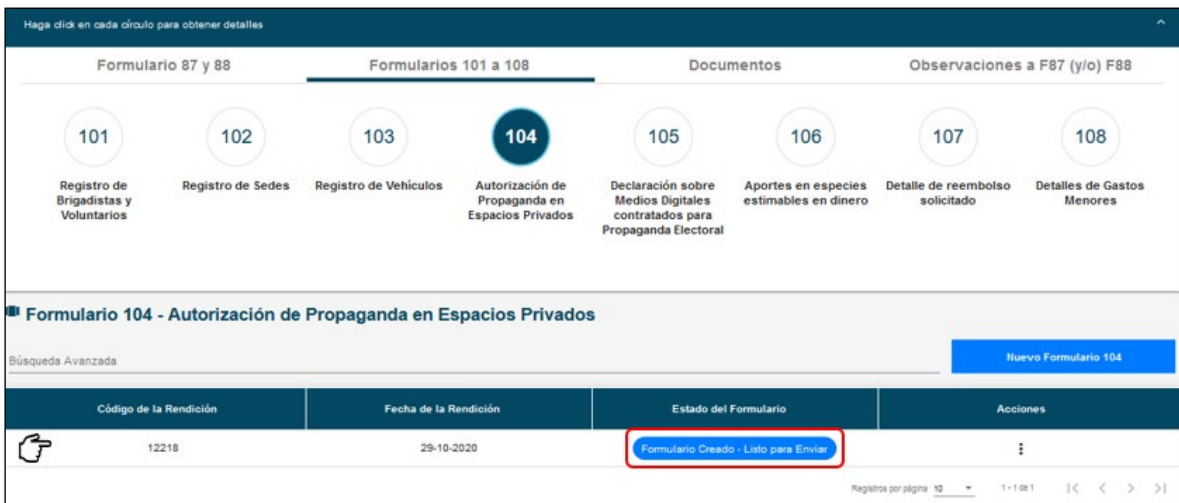 Haga click en cada círculo para obtener detalles
Formulario 87 y 88
Formularios 101 a 108
Documentos
Observaciones a F87 (y/o) F88
101
102
103
104
105
106
107
108
Registro de
Brigadistas y
Voluntarios
Registro de Sedes
Registro de Vehículos
Autorización de
Propaganda en
Espacios Privados
Declaración sobre
Medios Digitales
contratados para
Propaganda Electoral
Aportes en especies
estimables en dinero
Detalle de reembolso
solicitado
Detalles de Gastos
Menores
Formulario 104 - Autorización de Propaganda en Espacios Privados
Búsqueda Avanzada
Nuevo Formulario 104
Código de la Rendición
Fecha de la Rendición
Estado del Formulario
Acciones
12218
29-10-2020
Formulario Creado - Listo para Enviar
Registros por página 10
1 - 1 de 1